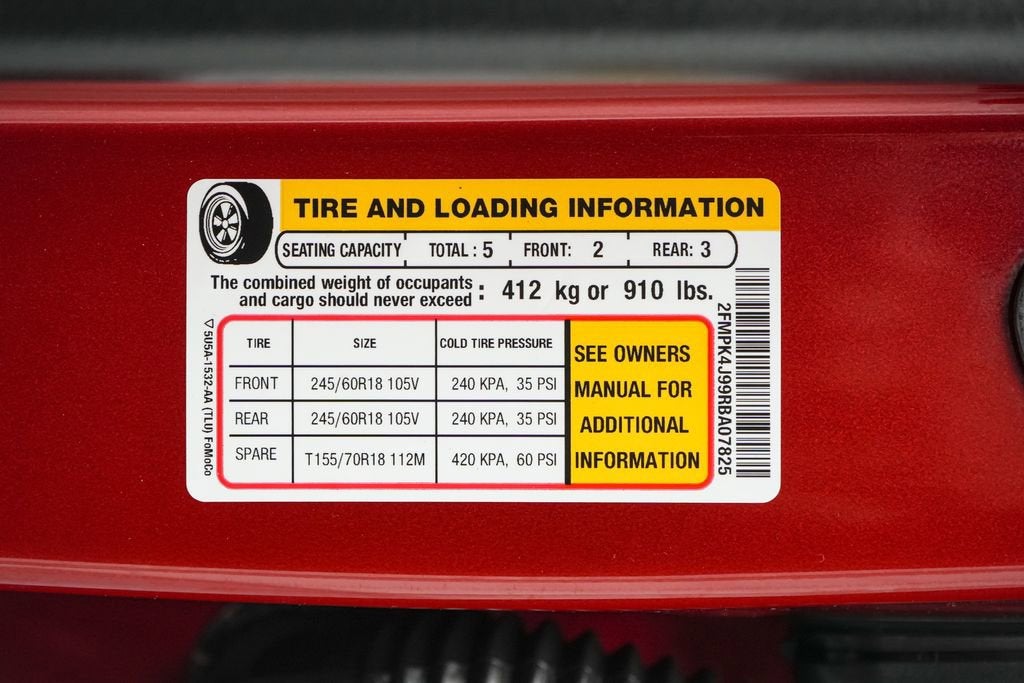 TIRE AND LOADING INFORMATION
SEATING CAPACITY TOTAL : 5 FRONT: 2 REAR: 3
The combined weight of occupants
and cargo should never exceed : 412 kg or 910 lbs.
TIRE SIZE COLD TIRE PRESSURE
FRONT 245/60R18 105V 240 KPA, 35 PSI
REAR 245/60R18 105V 240 KPA, 35 PSI
SPARE T155/70R18 112M 420 KPA, 60 PSI
SEE OWNERS
MANUAL FOR
ADDITIONAL
INFORMATION
5U5A-1532-AA (TLU) FoMoCo
2FMPK4J99RBA07825